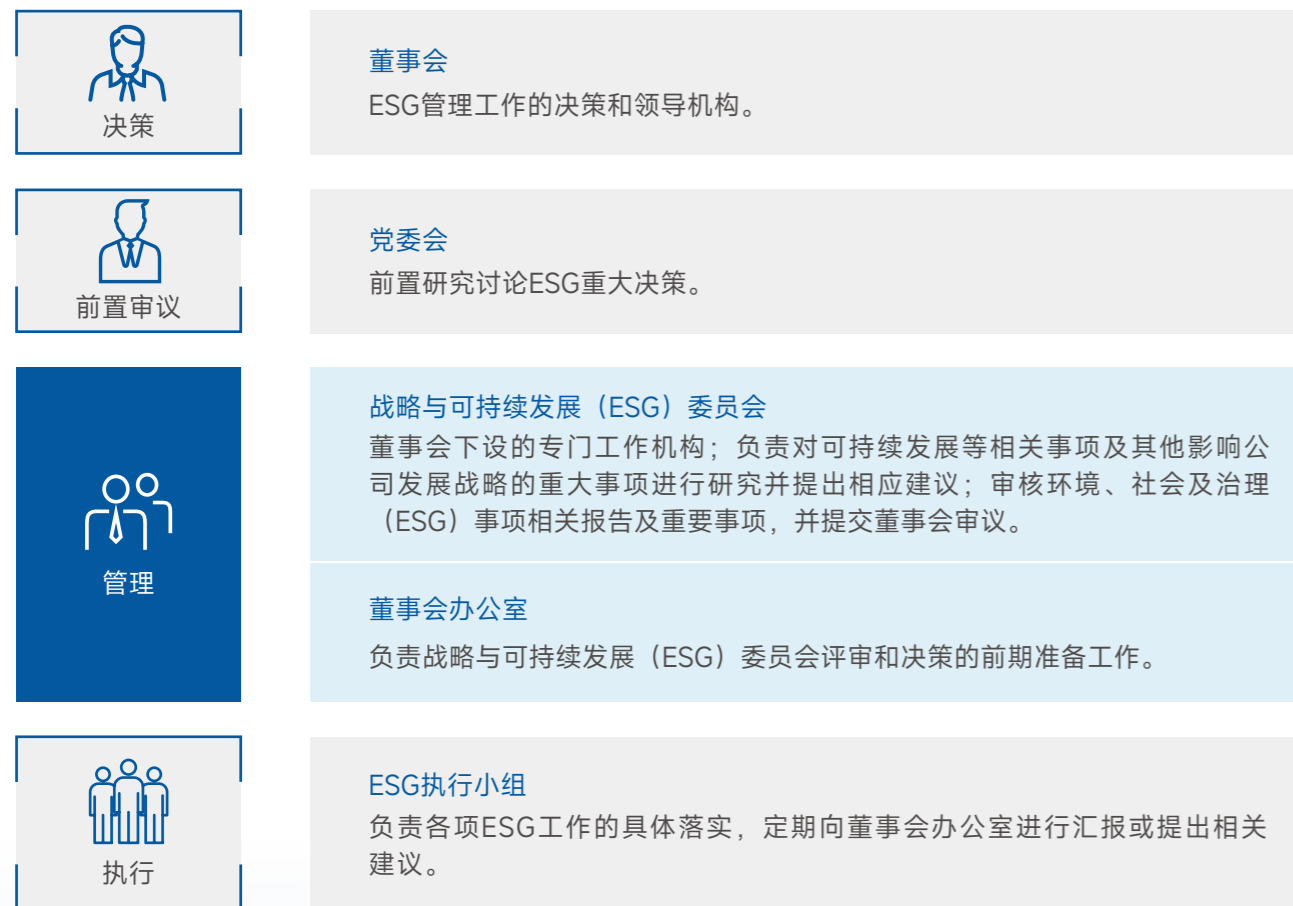 决策
董事会
ESG管理工作的决策和领导机构。
前置审议
党委会
前置研究讨论ESG重大决策。
管理
战略与可持续发展（ESG）委员会
董事会下设的专门工作机构；负责对可持续发展等相关事项及其他影响公
司发展战略的重大事项进行研究并提出相应建议；审核环境、社会及治理
（ESG）事项相关报告及重要事项，并提交董事会审议。
董事会办公室
负责战略与可持续发展（ESG）委员会评审和决策的前期准备工作。
执行
ESG执行小组
负责各项ESG工作的具体落实，定期向董事会办公室进行汇报或提出相关
建议。